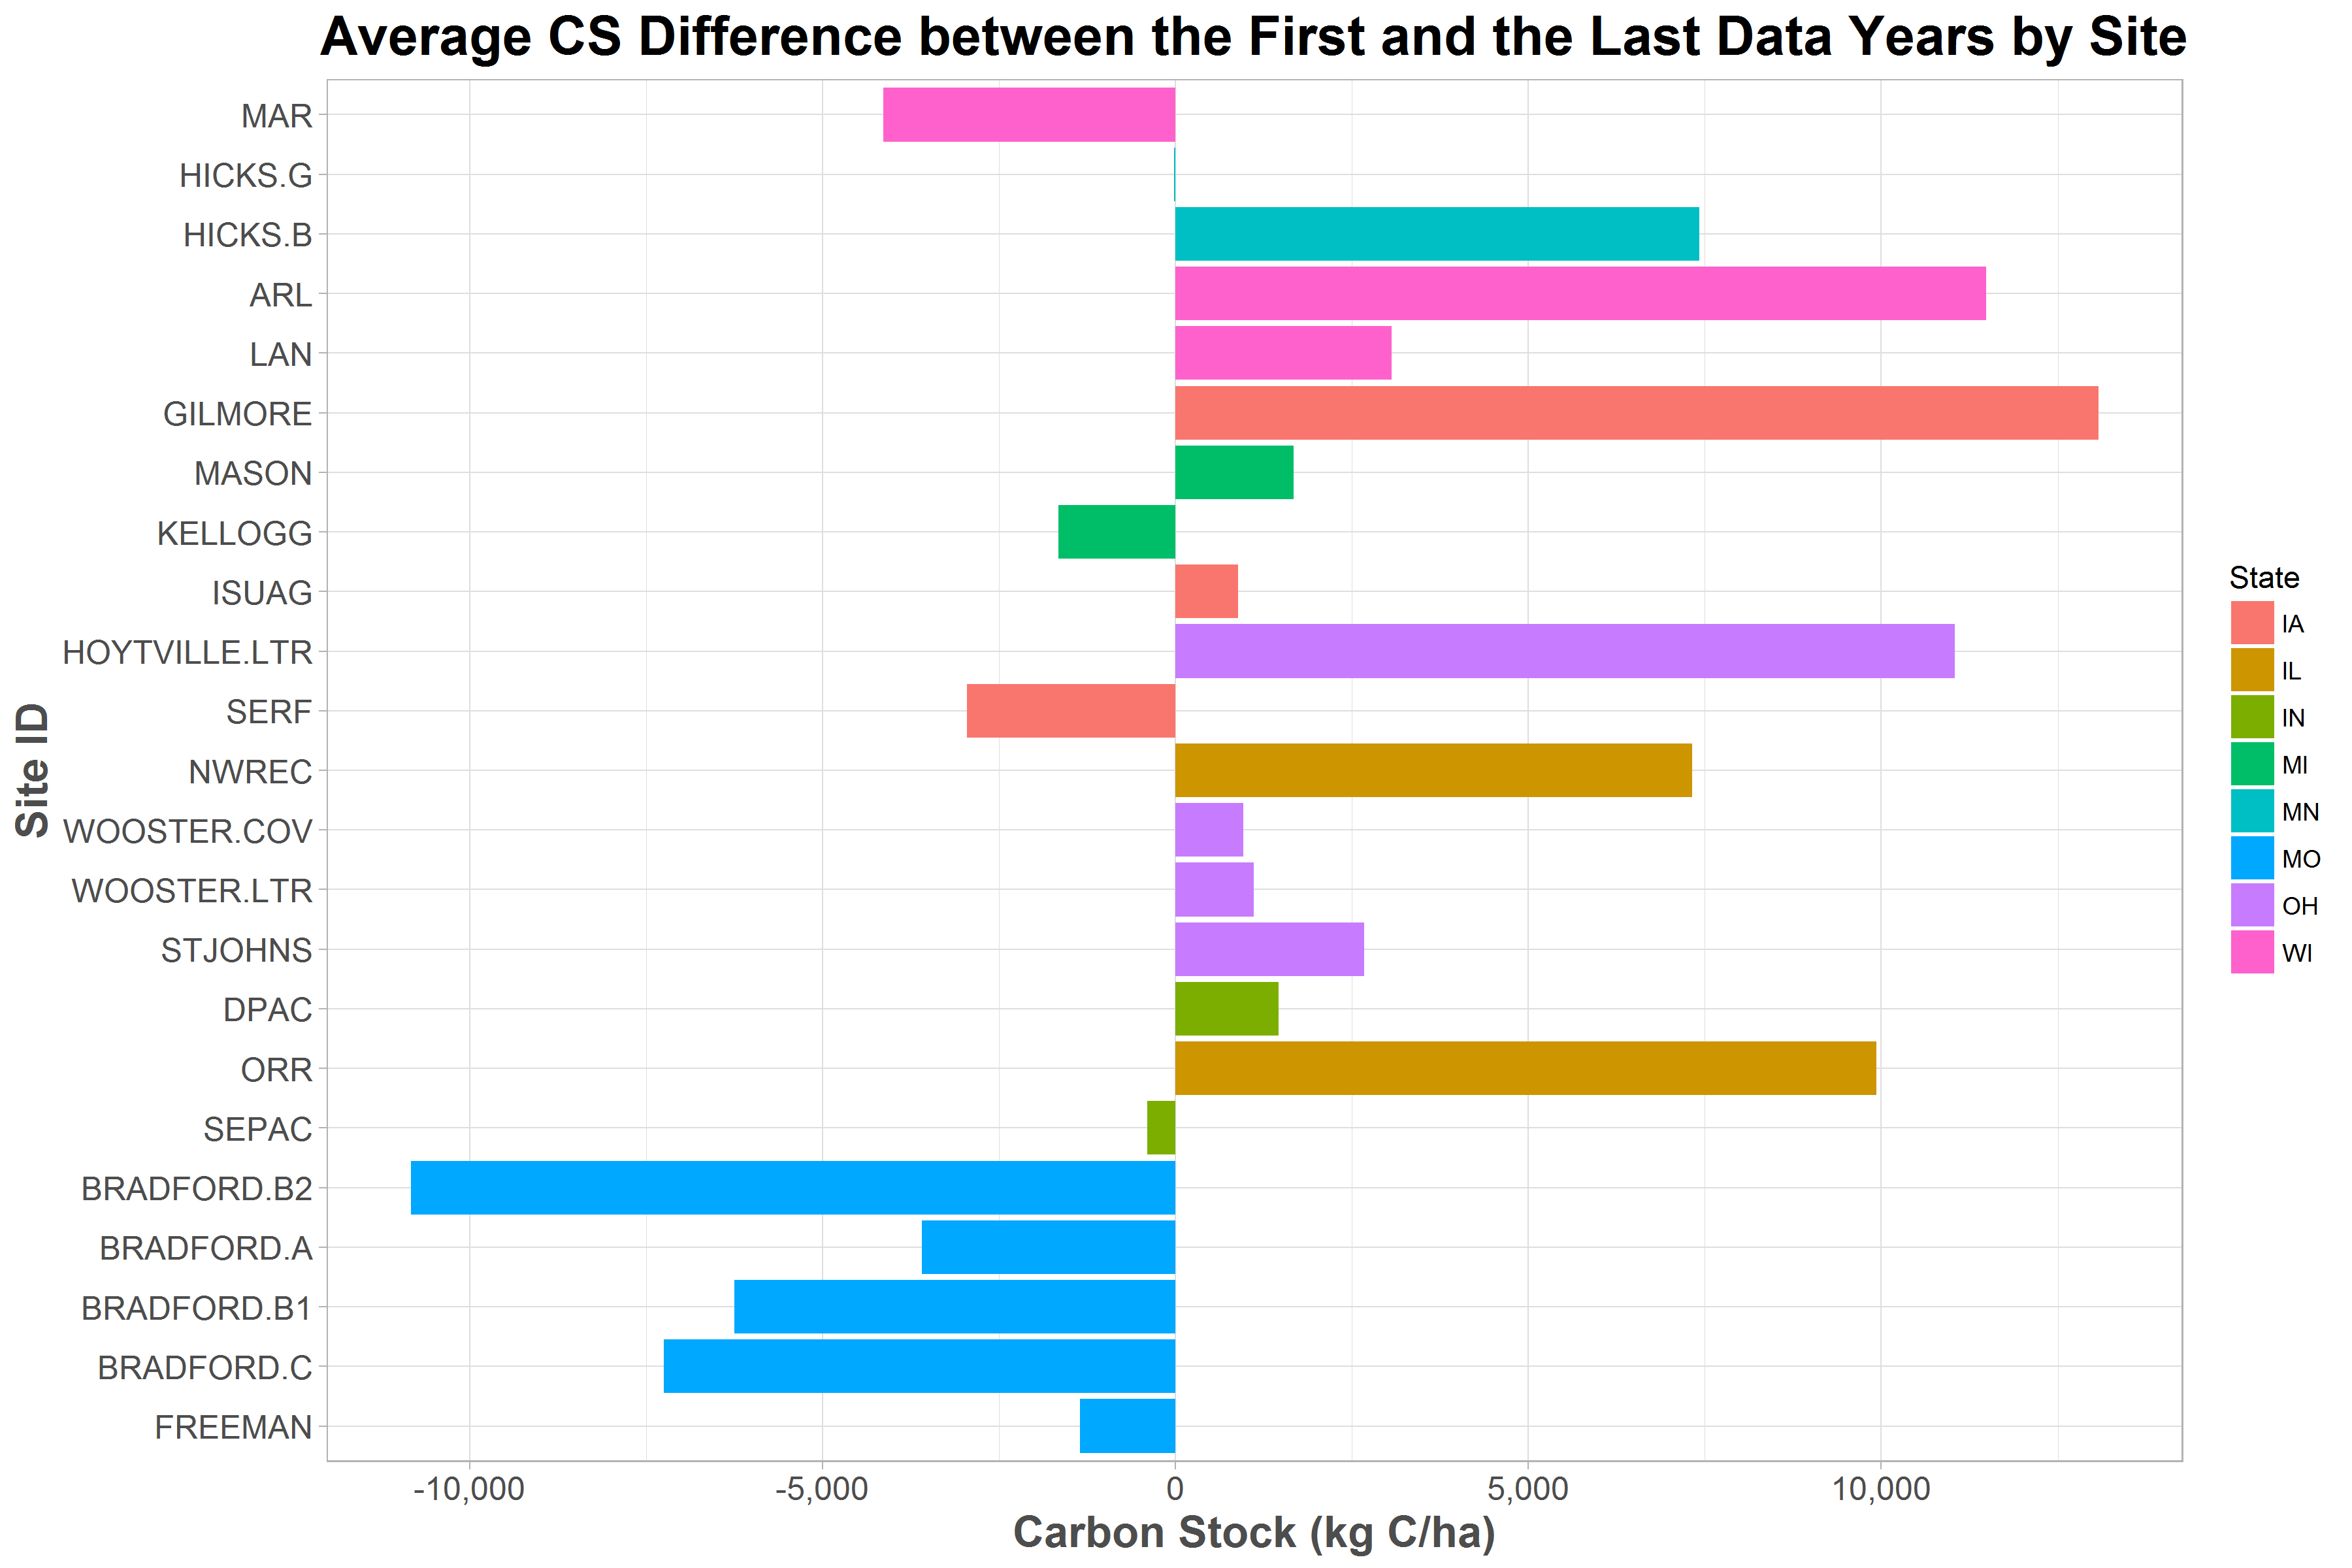 Average CS Difference between the First and the Last Data Years by Site
Site ID
MAR
HICKS.G
HICKS.B
ARL
LAN
GILMORE
MASON
KELLOGG
ISUAG
HOYTVILLE.LTR
SERF
NWREC
WOOSTER.COV
WOOSTER.LTR
STJOHNS
DPAC
ORR
SEPAC
BRADFORD.B2
BRADFORD.A
BRADFORD.B1
BRADFORD.C
FREEMAN
-10,000 -5,000 0 5,000 10,000
Carbon Stock (kg C/ha)
State
IA
IL
IN
MI
MN
MO
OH
WI